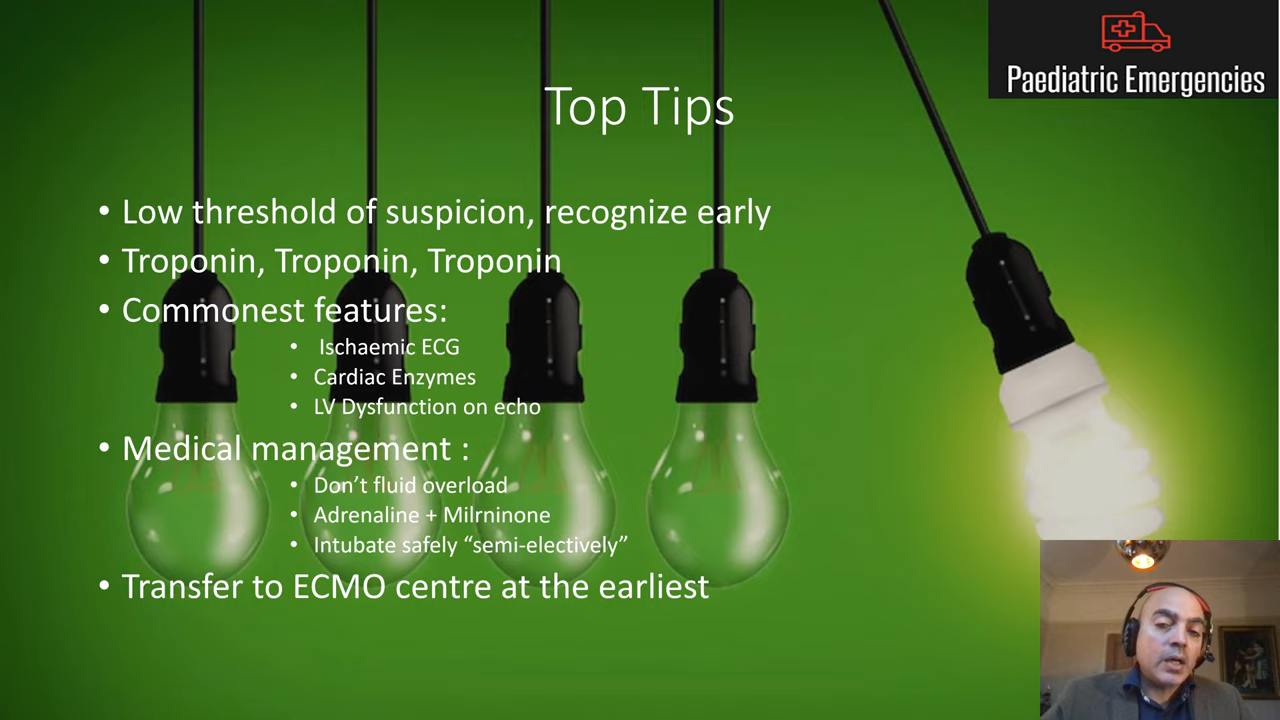 Paediatric Emergencies
Top Tips
• Low threshold of suspicion, recognize early
• Troponin, Troponin, Troponin
• Commonest features:
• Ischaemic ECG
• Cardiac Enzymes
• LV Dysfunction on echo
• Medical management :
• Don’t fluid overload
• Adrenaline + Milrninone
• Intubate safely “semi-electively”
• Transfer to ECMO centre at the earliest